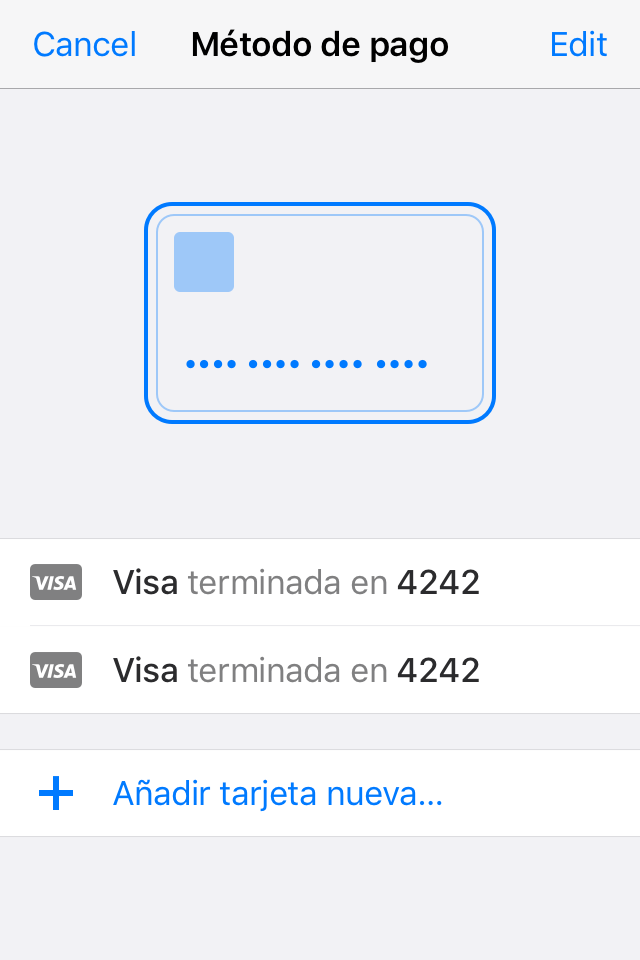 Cancel Método de pago Edit
•••• •••• •••• ••••
VISA Visa terminada en 4242
VISA Visa terminada en 4242
+ Añadir tarjeta nueva...